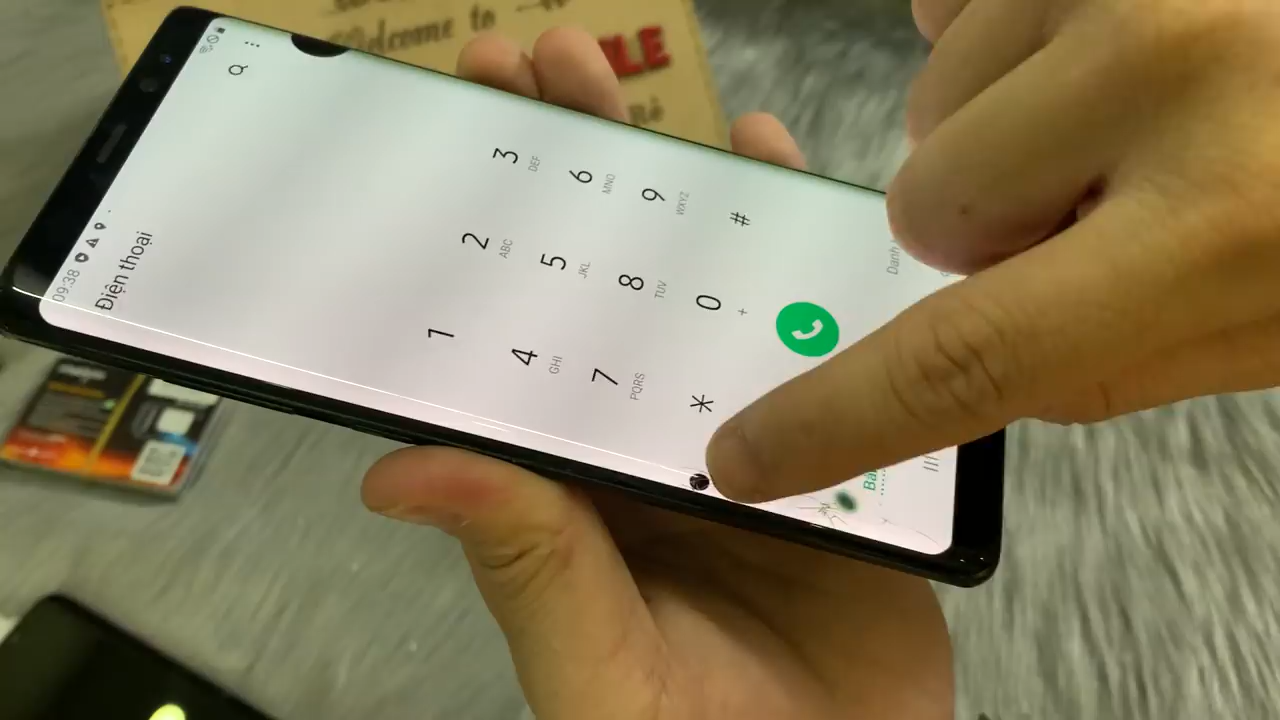 Welcome to
09:38
Điện thoại
1
2 ABC
3 DEF
4 GHI
5 JKL
6 MNO
7 PQRS
8 TUV
9 WXYZ
*
0 +
#